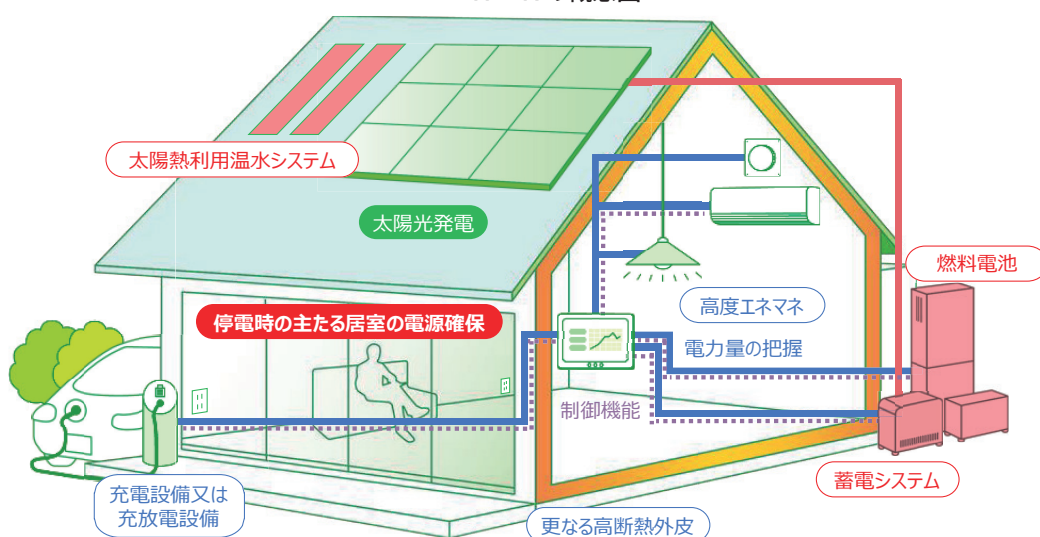 太陽熱利用温水システム
太陽光発電
燃料電池
高度エネマネ
停電時の主たる居室の電源確保
電力量の把握
制御機能
蓄電システム
充電設備又は
充放電設備
更なる高断熱外皮